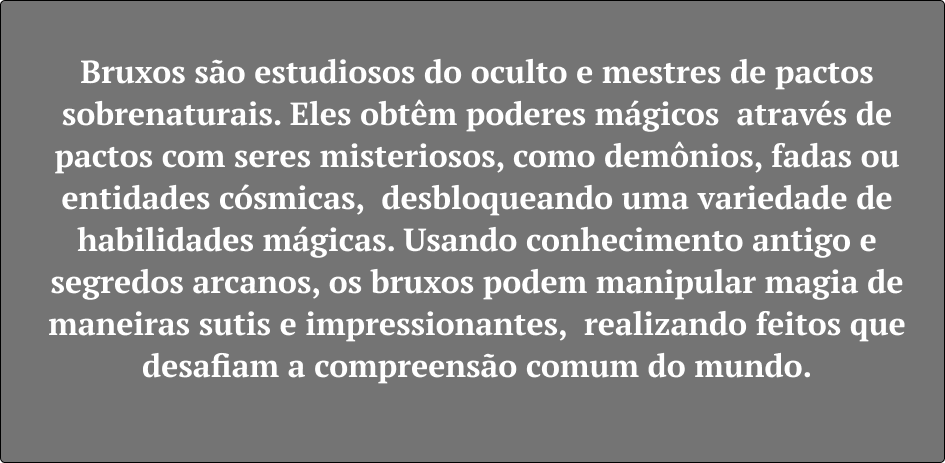 Bruxos são estudiosos do oculto e mestres de pactos
sobrenaturais. Eles obtêm poderes mágicos  através de
pactos com seres misteriosos, como demônios, fadas ou
entidades cósmicas,  desbloqueando uma variedade de
habilidades mágicas. Usando conhecimento antigo e
segredos arcanos, os bruxos podem manipular magia de
maneiras sutis e impressionantes,  realizando feitos que
desafiam a compreensão comum do mundo.